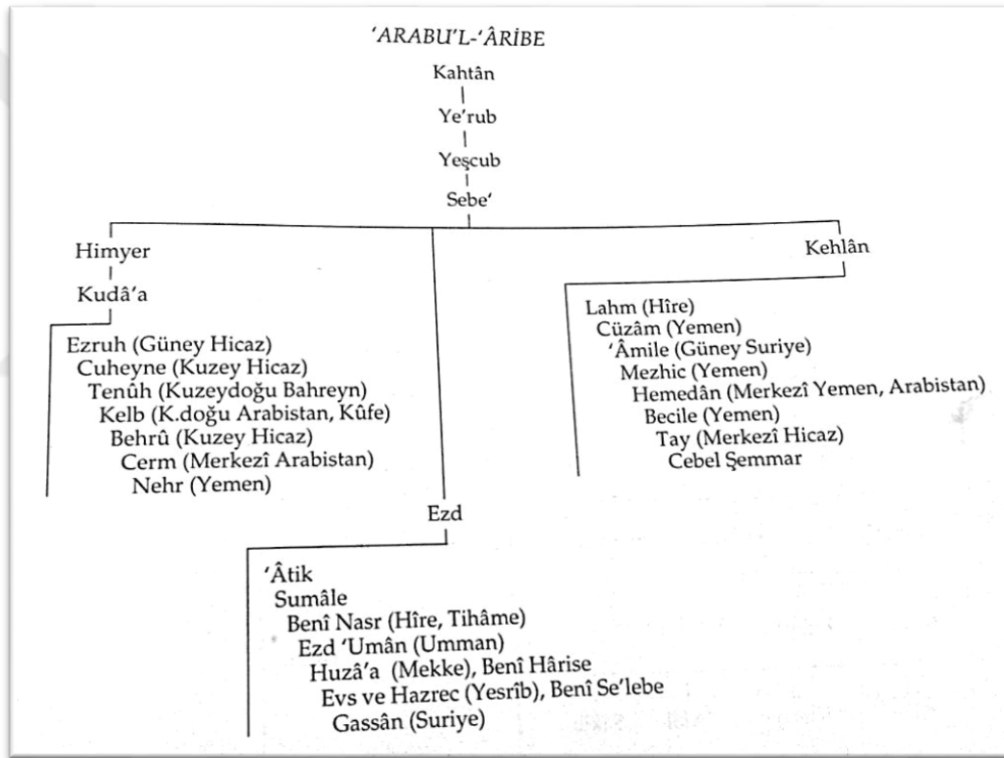 ‘ARABU’L-‘ÂRİBE
Kahtân
Ye’rub
Yeşcub
Sebe‘
Himyer
Kudâ‘a
Ezruh (Güney Hicaz)
Cuheyne (Kuzey Hicaz)
Tenûh (Kuzeydoğu Bahreyn)
Kelb (K.doğu Arabistan, Kûfe)
Behrû (Kuzey Hicaz)
Cerm (Merkezî Arabistan)
Nehr (Yemen)
Kehlân
Lahm (Hîre)
Cüzâm (Yemen)
‘Âmile (Güney Suriye)
Mezhic (Yemen)
Hemedân (Merkezî Yemen, Arabistan)
Becile (Yemen)
Tay (Merkezî Hicaz)
Cebel Şemmar
Ezd
‘Âtik
Sumâle
Benî Nasr (Hîre, Tihâme)
Ezd ‘Umân (Umman)
Huzâ‘a (Mekke), Benî Hârise
Evs ve Hazrec (Yesrîb), Benî Se’lebe
Gassân (Suriye)